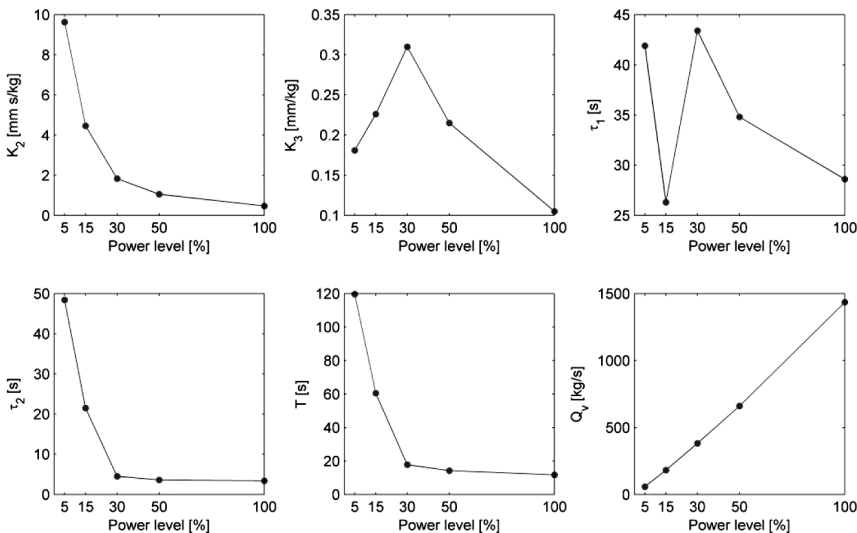 10
8
6
4
2
0
K₂ [mm s/kg]
5 15 30 50 100
Power level [%]
0.35
0.3
0.25
0.2
0.15
0.1
K₃ [mm/kg]
5 15 30 50 100
Power level [%]
45
40
35
30
25
τ₁ [s]
5 15 30 50 100
Power level [%]
50
40
30
20
10
0
τ₂ [s]
5 15 30 50 100
Power level [%]
120
100
80
60
40
20
0
T [s]
5 15 30 50 100
Power level [%]
1500
1000
500
0
Qᵥ [kg/s]
5 15 30 50 100
Power level [%]